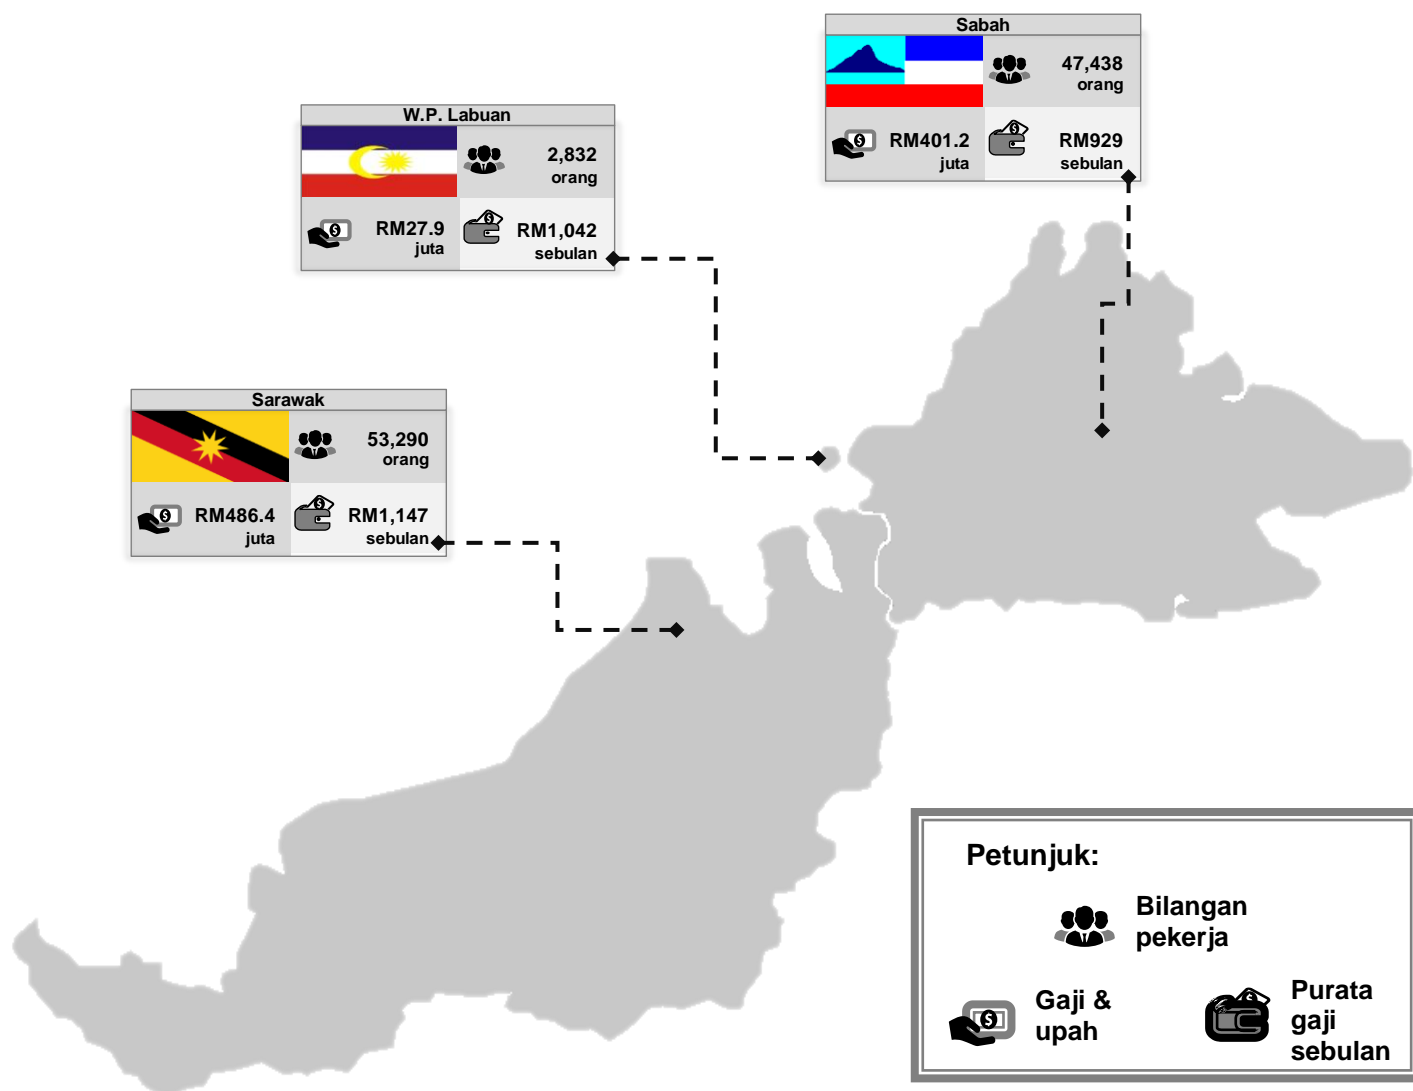 Sabah
47,438
orang
RM401.2
juta
RM929
sebulan
W.P. Labuan
2,832
orang
RM27.9
juta
RM1,042
sebulan
Sarawak
53,290
orang
RM486.4
juta
RM1,147
sebulan
Petunjuk:
Bilangan
pekerja
Gaji &
upah
Purata
gaji
sebulan